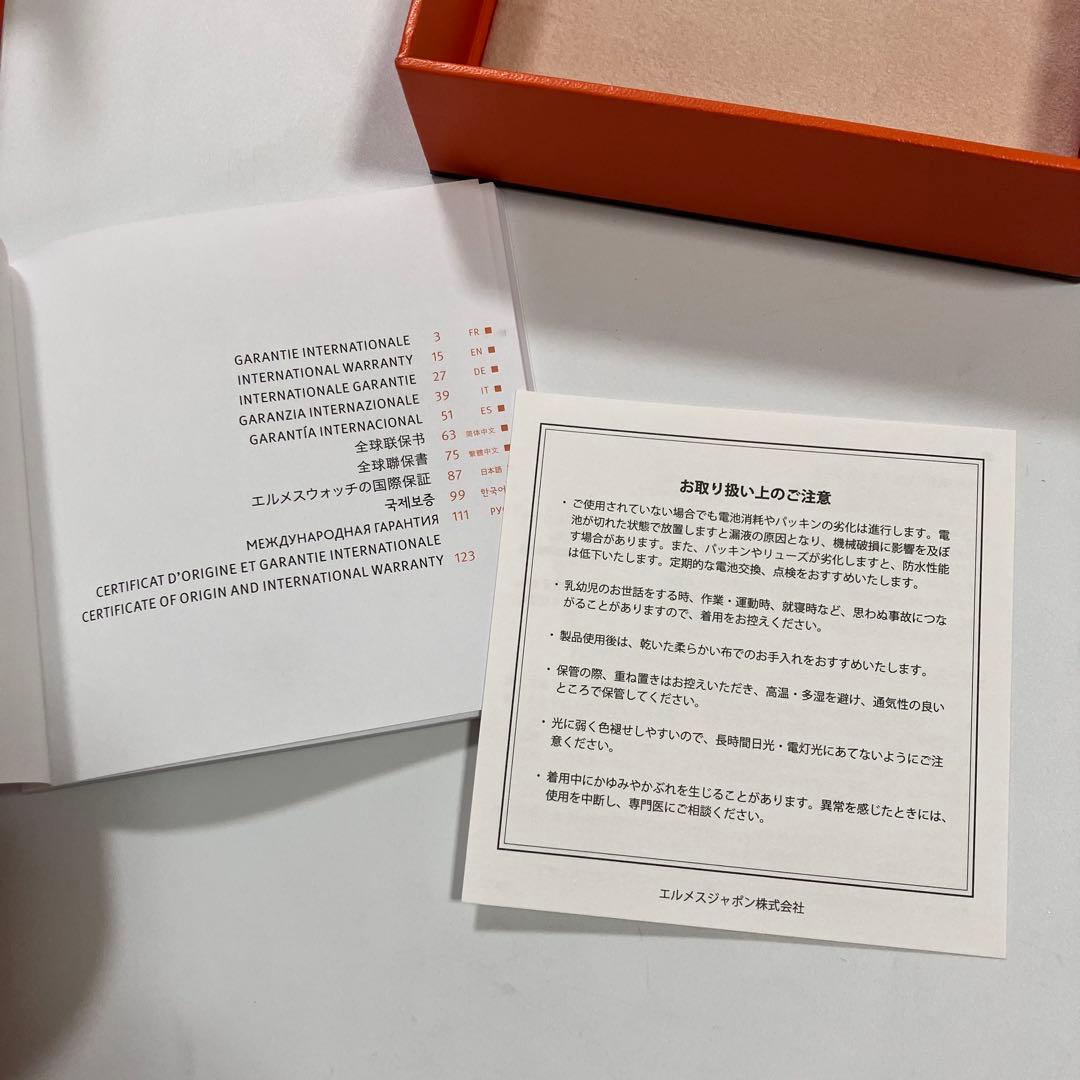 GARANTIE INTERNATIONALE 3 FR
INTERNATIONAL WARRANTY 15 EN
INTERNATIONALE GARANTIE 27 DE
GARANZIA INTERNAZIONALE 39 IT
GARANTÍA INTERNACIONAL 51 ES
全球联保书 63 简体中文
全球聯保書 75 繁體中文
エルメスウォッチの国際保証 87 日本語
국제보증 99 한국어
МЕЖДУНАРОДНАЯ ГАРАНТИЯ 111
CERTIFICAT D'ORIGINE ET GARANTIE INTERNATIONALE
CERTIFICATE OF ORIGIN AND INTERNATIONAL WARRANTY 123
お取り扱い上のご注意
・ご使用されていない場合でも電池消耗やパッキンの劣化は進行します。電
池が切れた状態で放置しますと漏液の原因となり、機械破損に影響を及ぼ
す場合があります。また、パッキンやリューズが劣化しますと、防水性能
は低下いたします。定期的な電池交換、点検をおすすめいたします。
・乳幼児のお世話をする時、作業・運動時、就寝時など、思わぬ事故につな
がることがありますので、着用をお控えください。
・製品使用後は、乾いた柔らかい布でのお手入れをおすすめいたします。
・保管の際、重ね置きはお控えいただき、高温・多湿を避け、通気性の良い
ところで保管してください。
・光に弱く色褪せしやすいので、長時間日光・電灯光にあてないようにご注
意ください。
・着用中にかゆみやかぶれを生じることがあります。異常を感じたときには、
使用を中断し、専門医にご相談ください。
エルメスジャポン株式会社